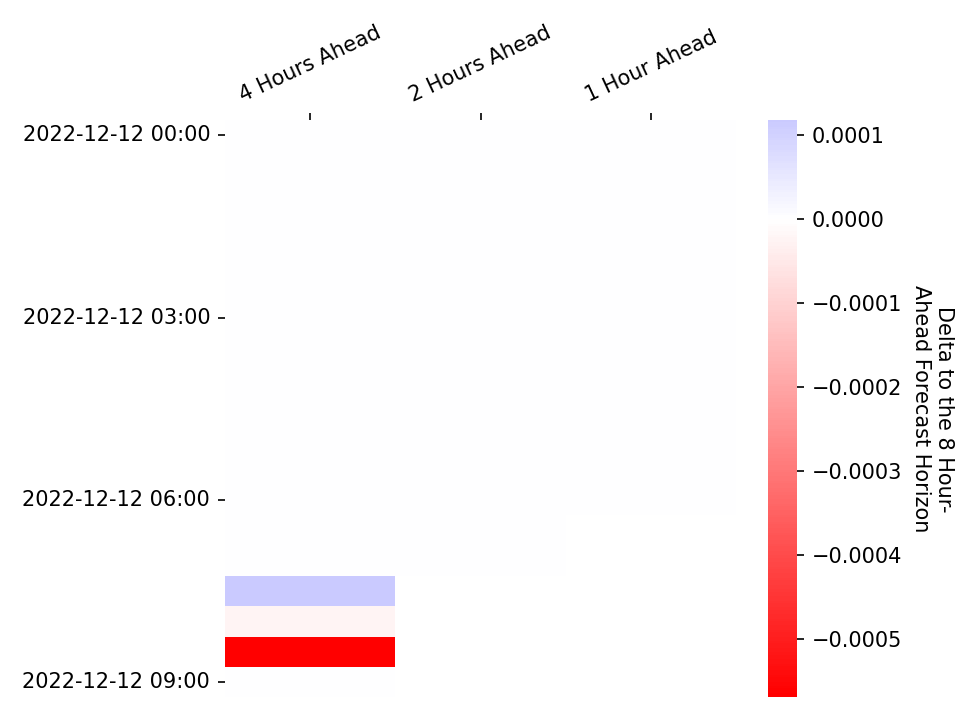 4 Hours Ahead
2 Hours Ahead
1 Hour Ahead
2022-12-12 00:00
2022-12-12 03:00
2022-12-12 06:00
2022-12-12 09:00
0.0001
0.0000
−0.0001
−0.0002
−0.0003
−0.0004
−0.0005
Delta to the 8 Hour-
Ahead Forecast Horizon